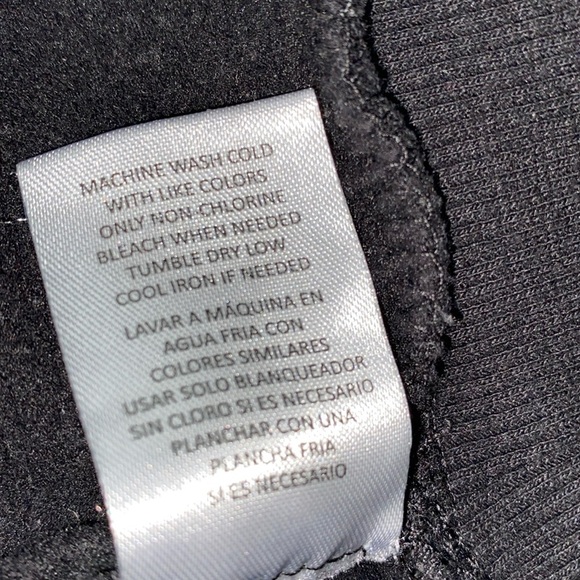 MACHINE WASH COLD
WITH LIKE COLORS
ONLY NON-CHLORINE
BLEACH WHEN NEEDED
TUMBLE DRY LOW
COOL IRON IF NEEDED
LAVAR A MÁQUINA EN
AGUA FRIA CON
COLORES SIMILARES
USAR SOLO BLANQUEADOR
SIN CLORO SI ES NECESARIO
PLANCHAR CON UNA
PLANCHA FRIA
SI ES NECESARIO